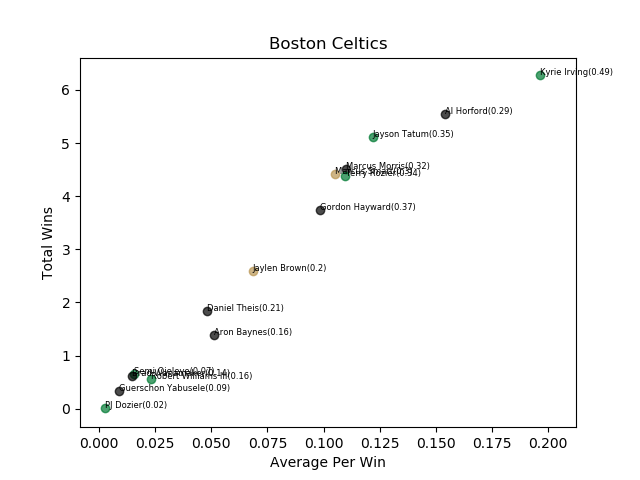 Boston Celtics
Kyrie Irving(0.49)
Al Horford(0.29)
Jayson Tatum(0.35)
Marcus Morris(0.32)
Terry Rozier(0.34)
Gordon Hayward(0.37)
Jaylen Brown(0.2)
Daniel Theis(0.21)
Aron Baynes(0.16)
Semi Ojeleye(0.07)
Robert Williams III(0.16)
Guerschon Yabusele(0.09)
PJ Dozier(0.02)
6
5
4
3
2
1
0
Total Wins
0.000 0.025 0.050 0.075 0.100 0.125 0.150 0.175 0.200
Average Per Win